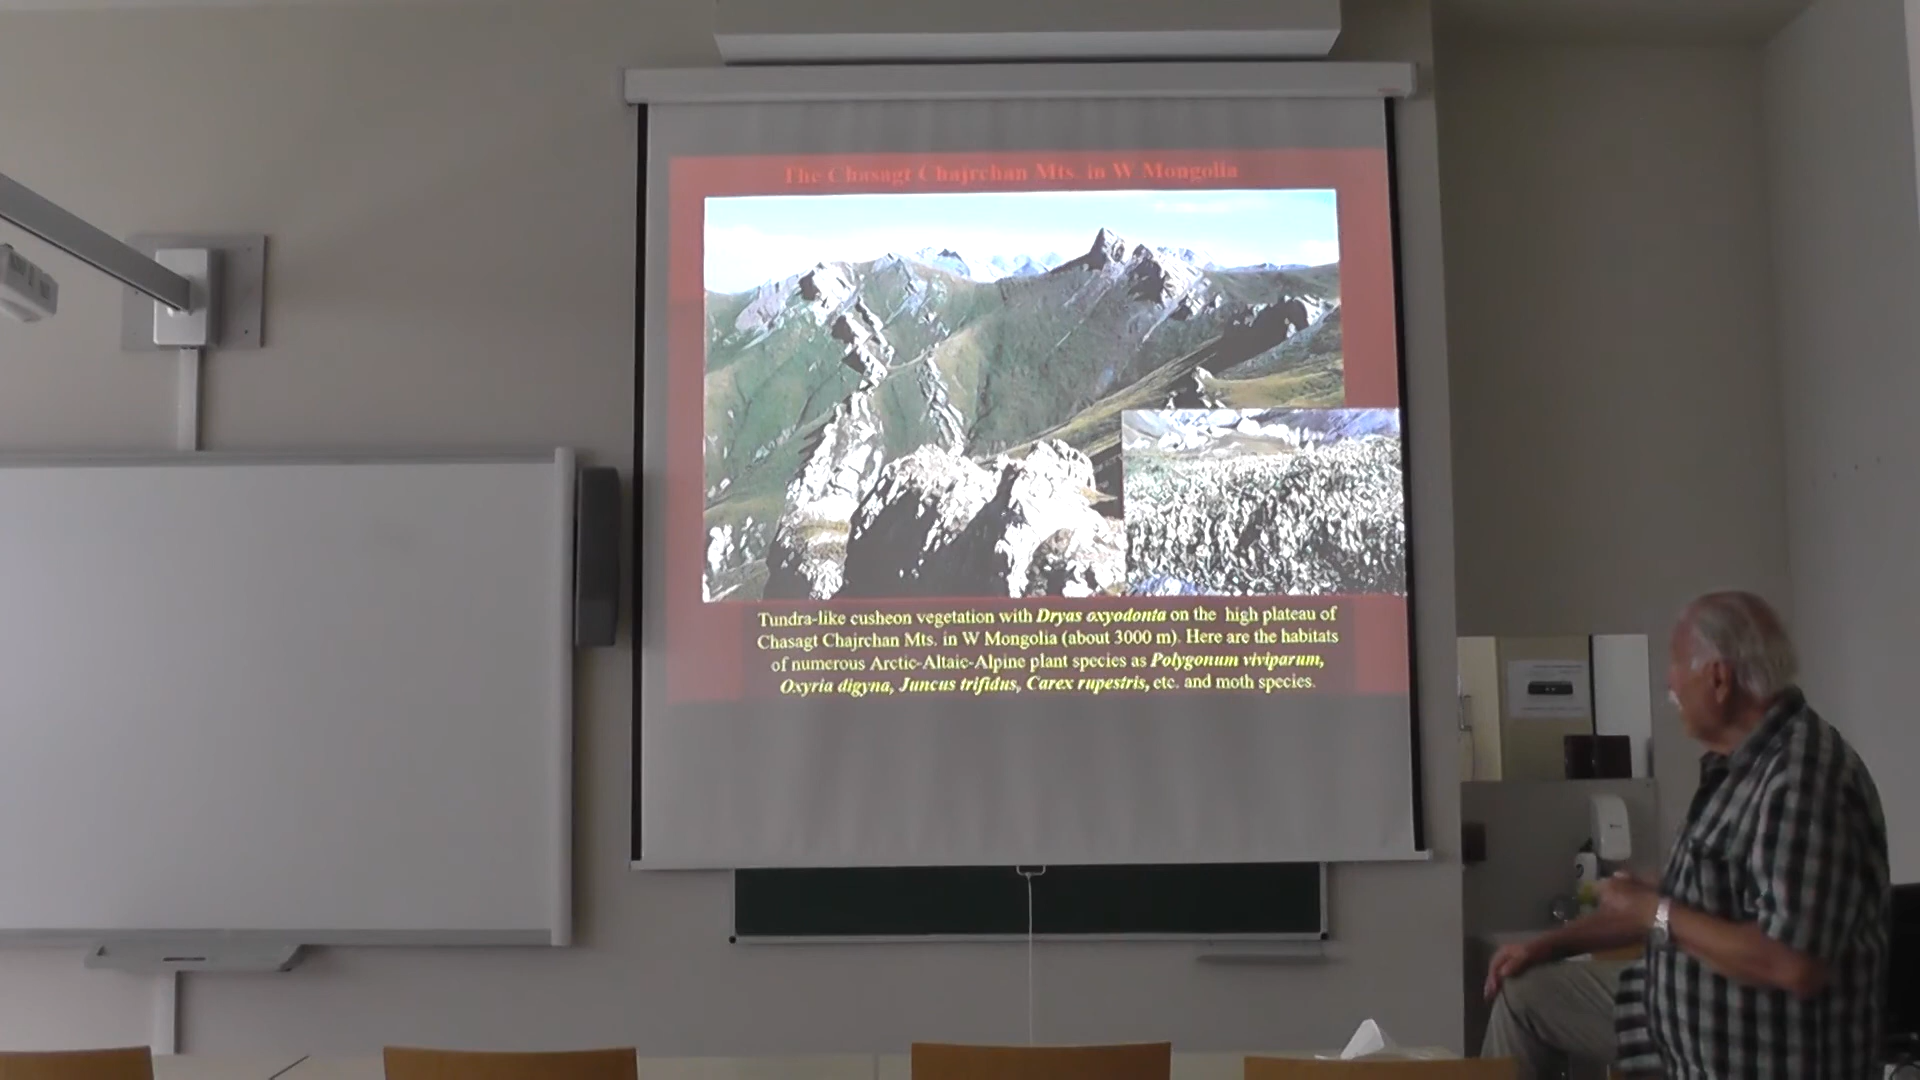 The Chasagt Chajrchan Mts. in W Mongolia
Tundra-like cusheon vegetation with Dryas oxyodonta on the high plateau of
Chasagt Chajrchan Mts. in W Mongolia (about 3000 m). Here are the habitats
of numerous Arctic-Altaic-Alpine plant species as Polygonum viviparum,
Oxyria digyna, Juncus trifidus, Carex rupestris, etc. and moth species.